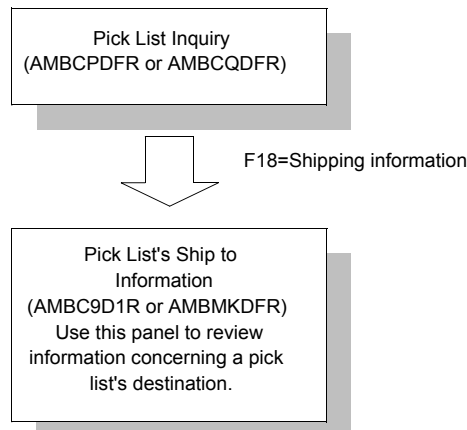 Pick List Inquiry
(AMBCPDFR or AMBCQDFR)
F18=Shipping information
Pick List's Ship to
Information
(AMBC9D1R or AMBMKDFR)
Use this panel to review
information concerning a pick
list's destination.